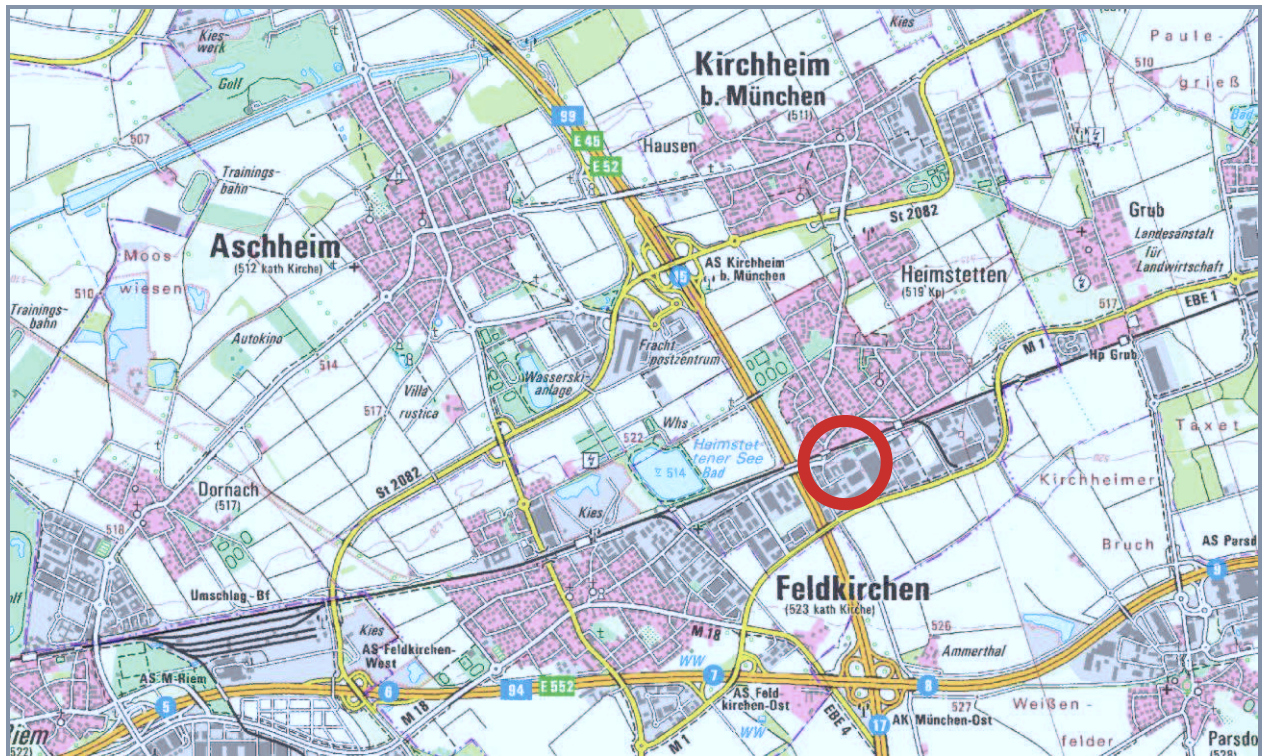 Kies-
werk
Golf
507
Trainings-
bahn
Moos-
wiesen
510
Trainings-
bahn
Aschheim
(512 kath Kirche)
Autokino
514
517
Villa
rustica
99
E 45
E 52
Hausen
Kirchheim
b. München
(511)
Kies
Paule-
grieß
510
Bad
St 2082
AS Kirchheim
b. München
15
Heimstetten
(519 Kp)
Grub
Landesanstalt
für
Landwirtschaft
517
EBE 1
M 1
Hp Grub
Fracht
postzentrum
Wasserski-
anlage
Whs
522
Heimstet-
tener See
514
Bad
Kies
St 2082
Dornach
(517)
518
Umschlag-Bf
Taxet
Kirchheimer
Bruch
AS Parsd
Feldkirchen
(523 kath Kirche)
M 18
526
Ammerthal
Kies
AS Feldkirchen-
West
AS M-Riem
5
6
94
E 552
WW
7
AS Feld
kirchen-Ost
WW
M 18
M 1
EBE 4
17
8
AK München-Ost
527
Weißen-
felder
9
Parsdo
(528)
Riem
522)